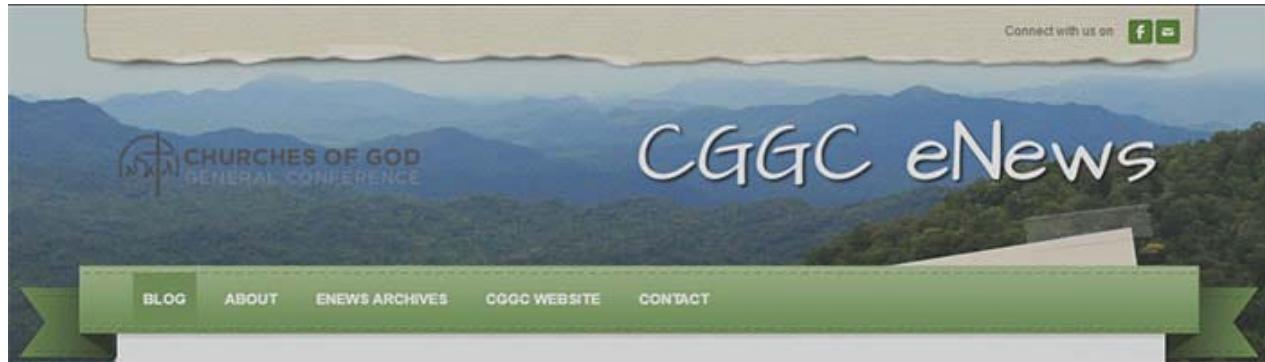 Connect with us on
CHURCHES OF GOD
GENERAL CONFERENCE
CGGC eNews
BLOG ABOUT ENEWS ARCHIVES CGGC WEBSITE CONTACT